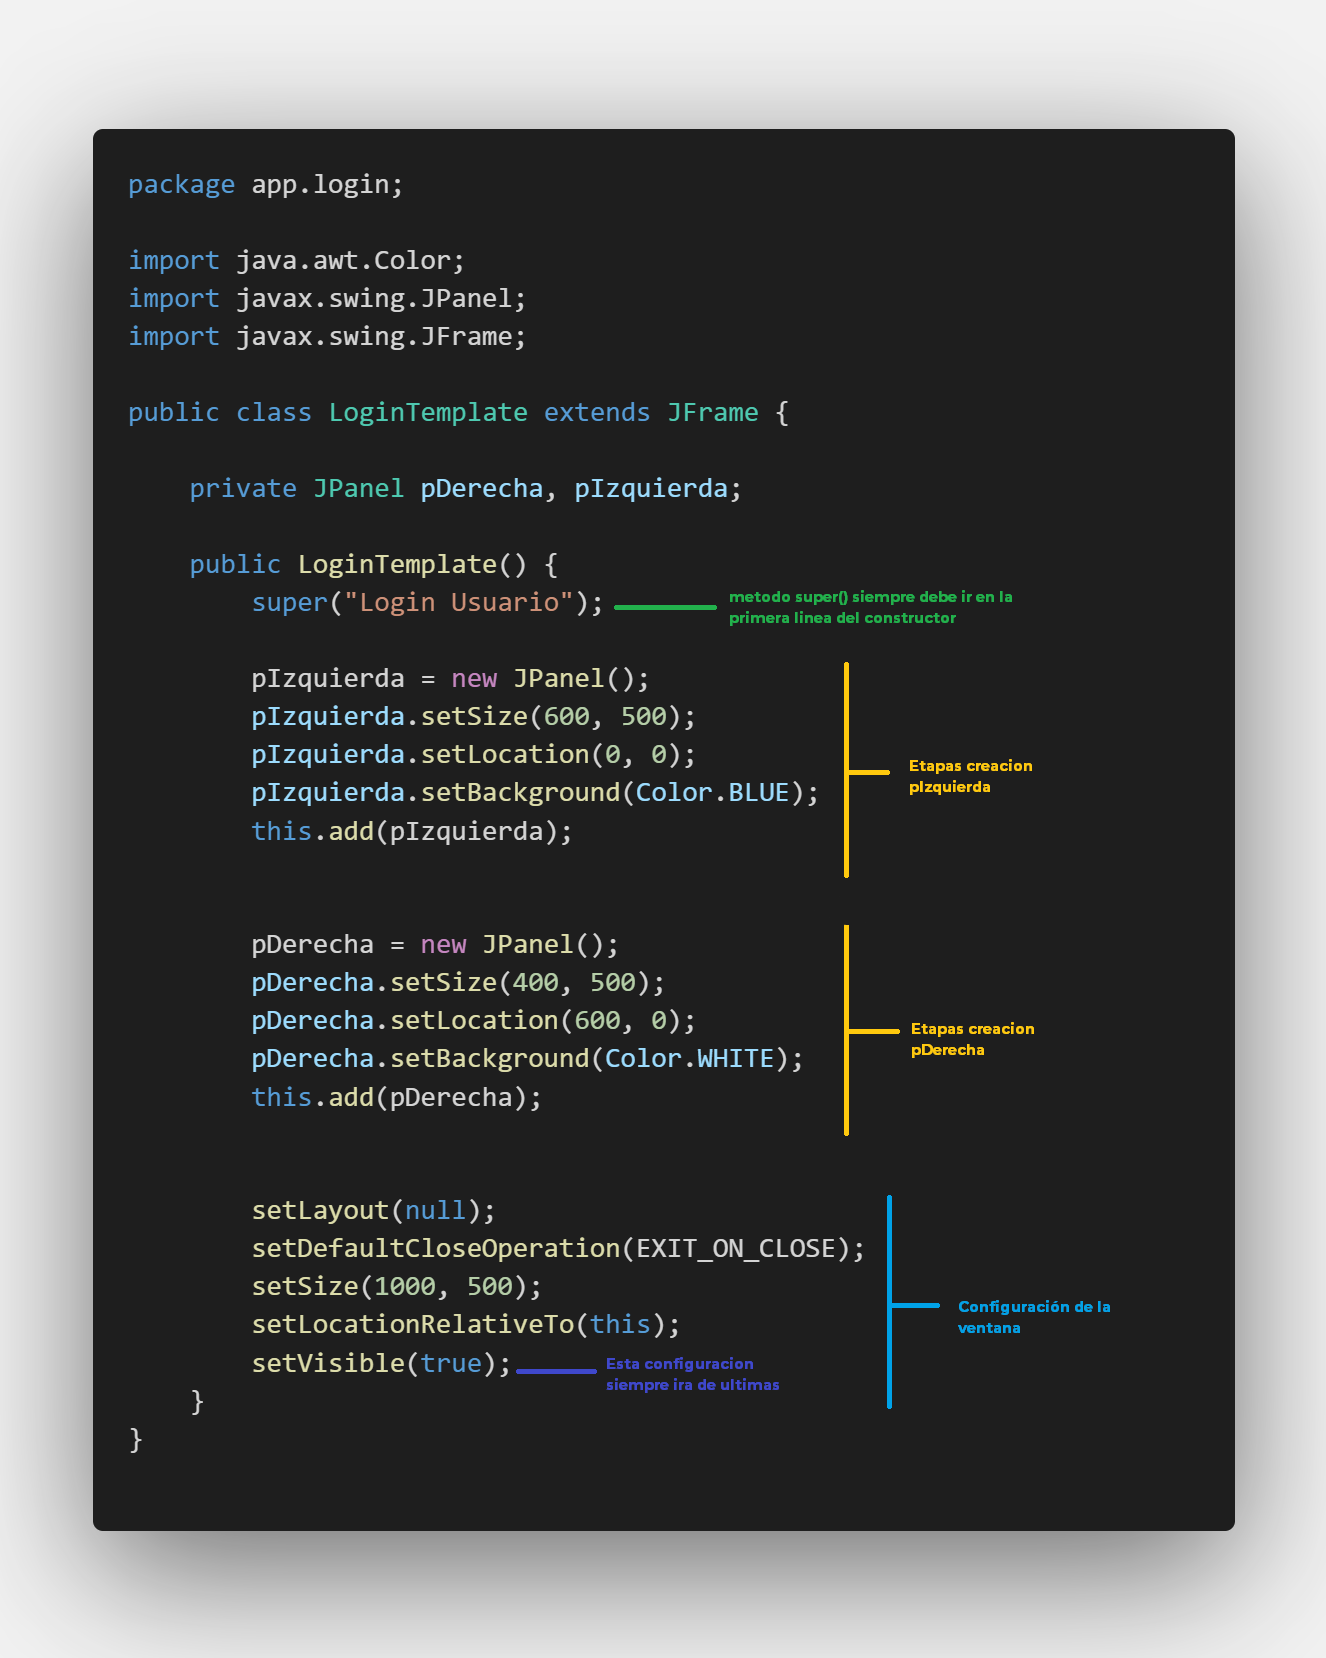 package app.login;
import java.awt.Color;
import javax.swing.JPanel;
import javax.swing.JFrame;
public class LoginTemplate extends JFrame {
private JPanel pDerecha, pIzquierda;
public LoginTemplate() {
super("Login Usuario");
metodo super() siempre debe ir en la
primera linea del constructor
pIzquierda = new JPanel();
pIzquierda.setSize(600, 500);
pIzquierda.setLocation(0, 0);
pIzquierda.setBackground(Color.BLUE);
this.add(pIzquierda);
Etapas creacion
pIzquierda
pDerecha = new JPanel();
pDerecha.setSize(400, 500);
pDerecha.setLocation(600, 0);
pDerecha.setBackground(Color.WHITE);
this.add(pDerecha);
Etapas creacion
pDerecha
setLayout(null);
setDefaultCloseOperation(EXIT_ON_CLOSE);
setSize(1000, 500);
setLocationRelativeTo(this);
setVisible(true);
Esta configuracion
siempre ira de ultimas
Configuración de la
ventana
}
}